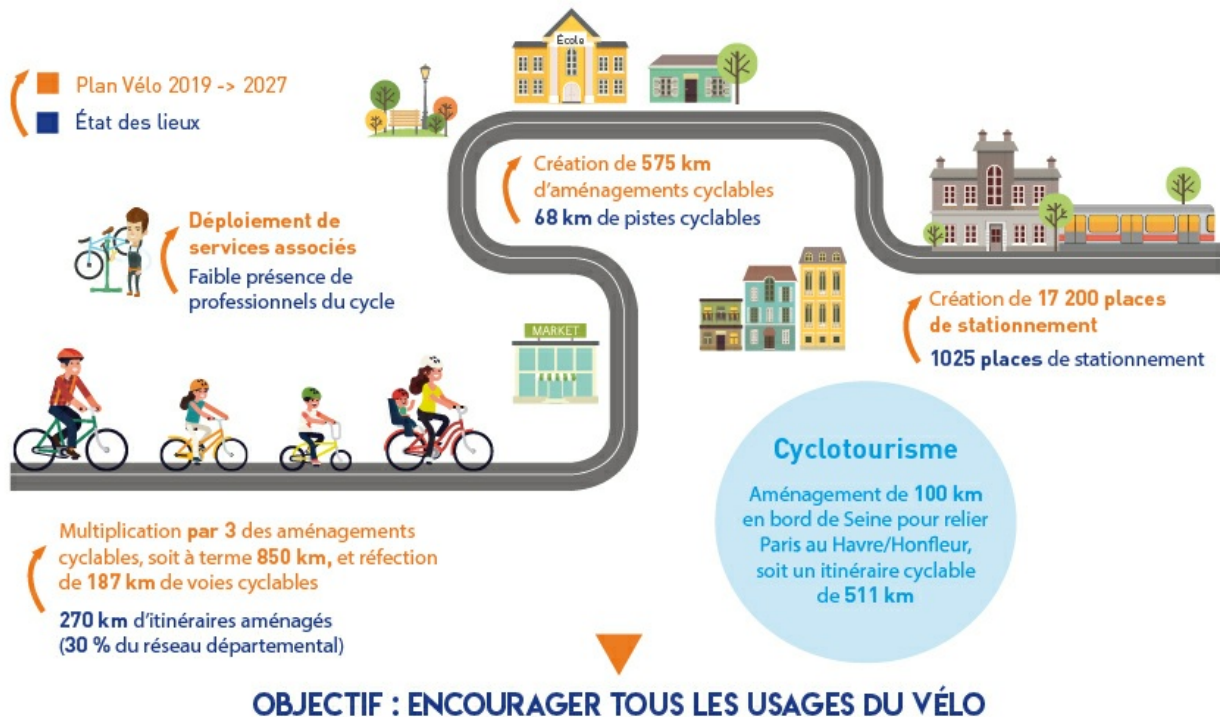 Plan Vélo 2019 -> 2027
État des lieux
École
Création de 575 km
d’aménagements cyclables
68 km de pistes cyclables
Déploiement de
services associés
Faible présence de
professionnels du cycle
MARKET
Création de 17 200 places
de stationnement
1025 places de stationnement
Cyclotourisme
Aménagement de 100 km
en bord de Seine pour relier
Paris au Havre/Honfleur,
soit un itinéraire cyclable
de 511 km
Multiplication par 3 des aménagements
cyclables, soit à terme 850 km, et réfection
de 187 km de voies cyclables
270 km d’itinéraires aménagés
(30 % du réseau départemental)
OBJECTIF : ENCOURAGER TOUS LES USAGES DU VÉLO